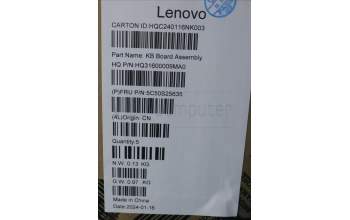 Lenovo
CARTON ID:HQC240116NK003
Part Name: KB Board Assembly
HQ P/N:HQ31600009MA0
(P)FRU P/N:5C50S25635
(4L)Origin: CN
Quantity:5
N.W. 0.13 KG
G.W. 0.97 KG
Made in China
Date:2024-01-16